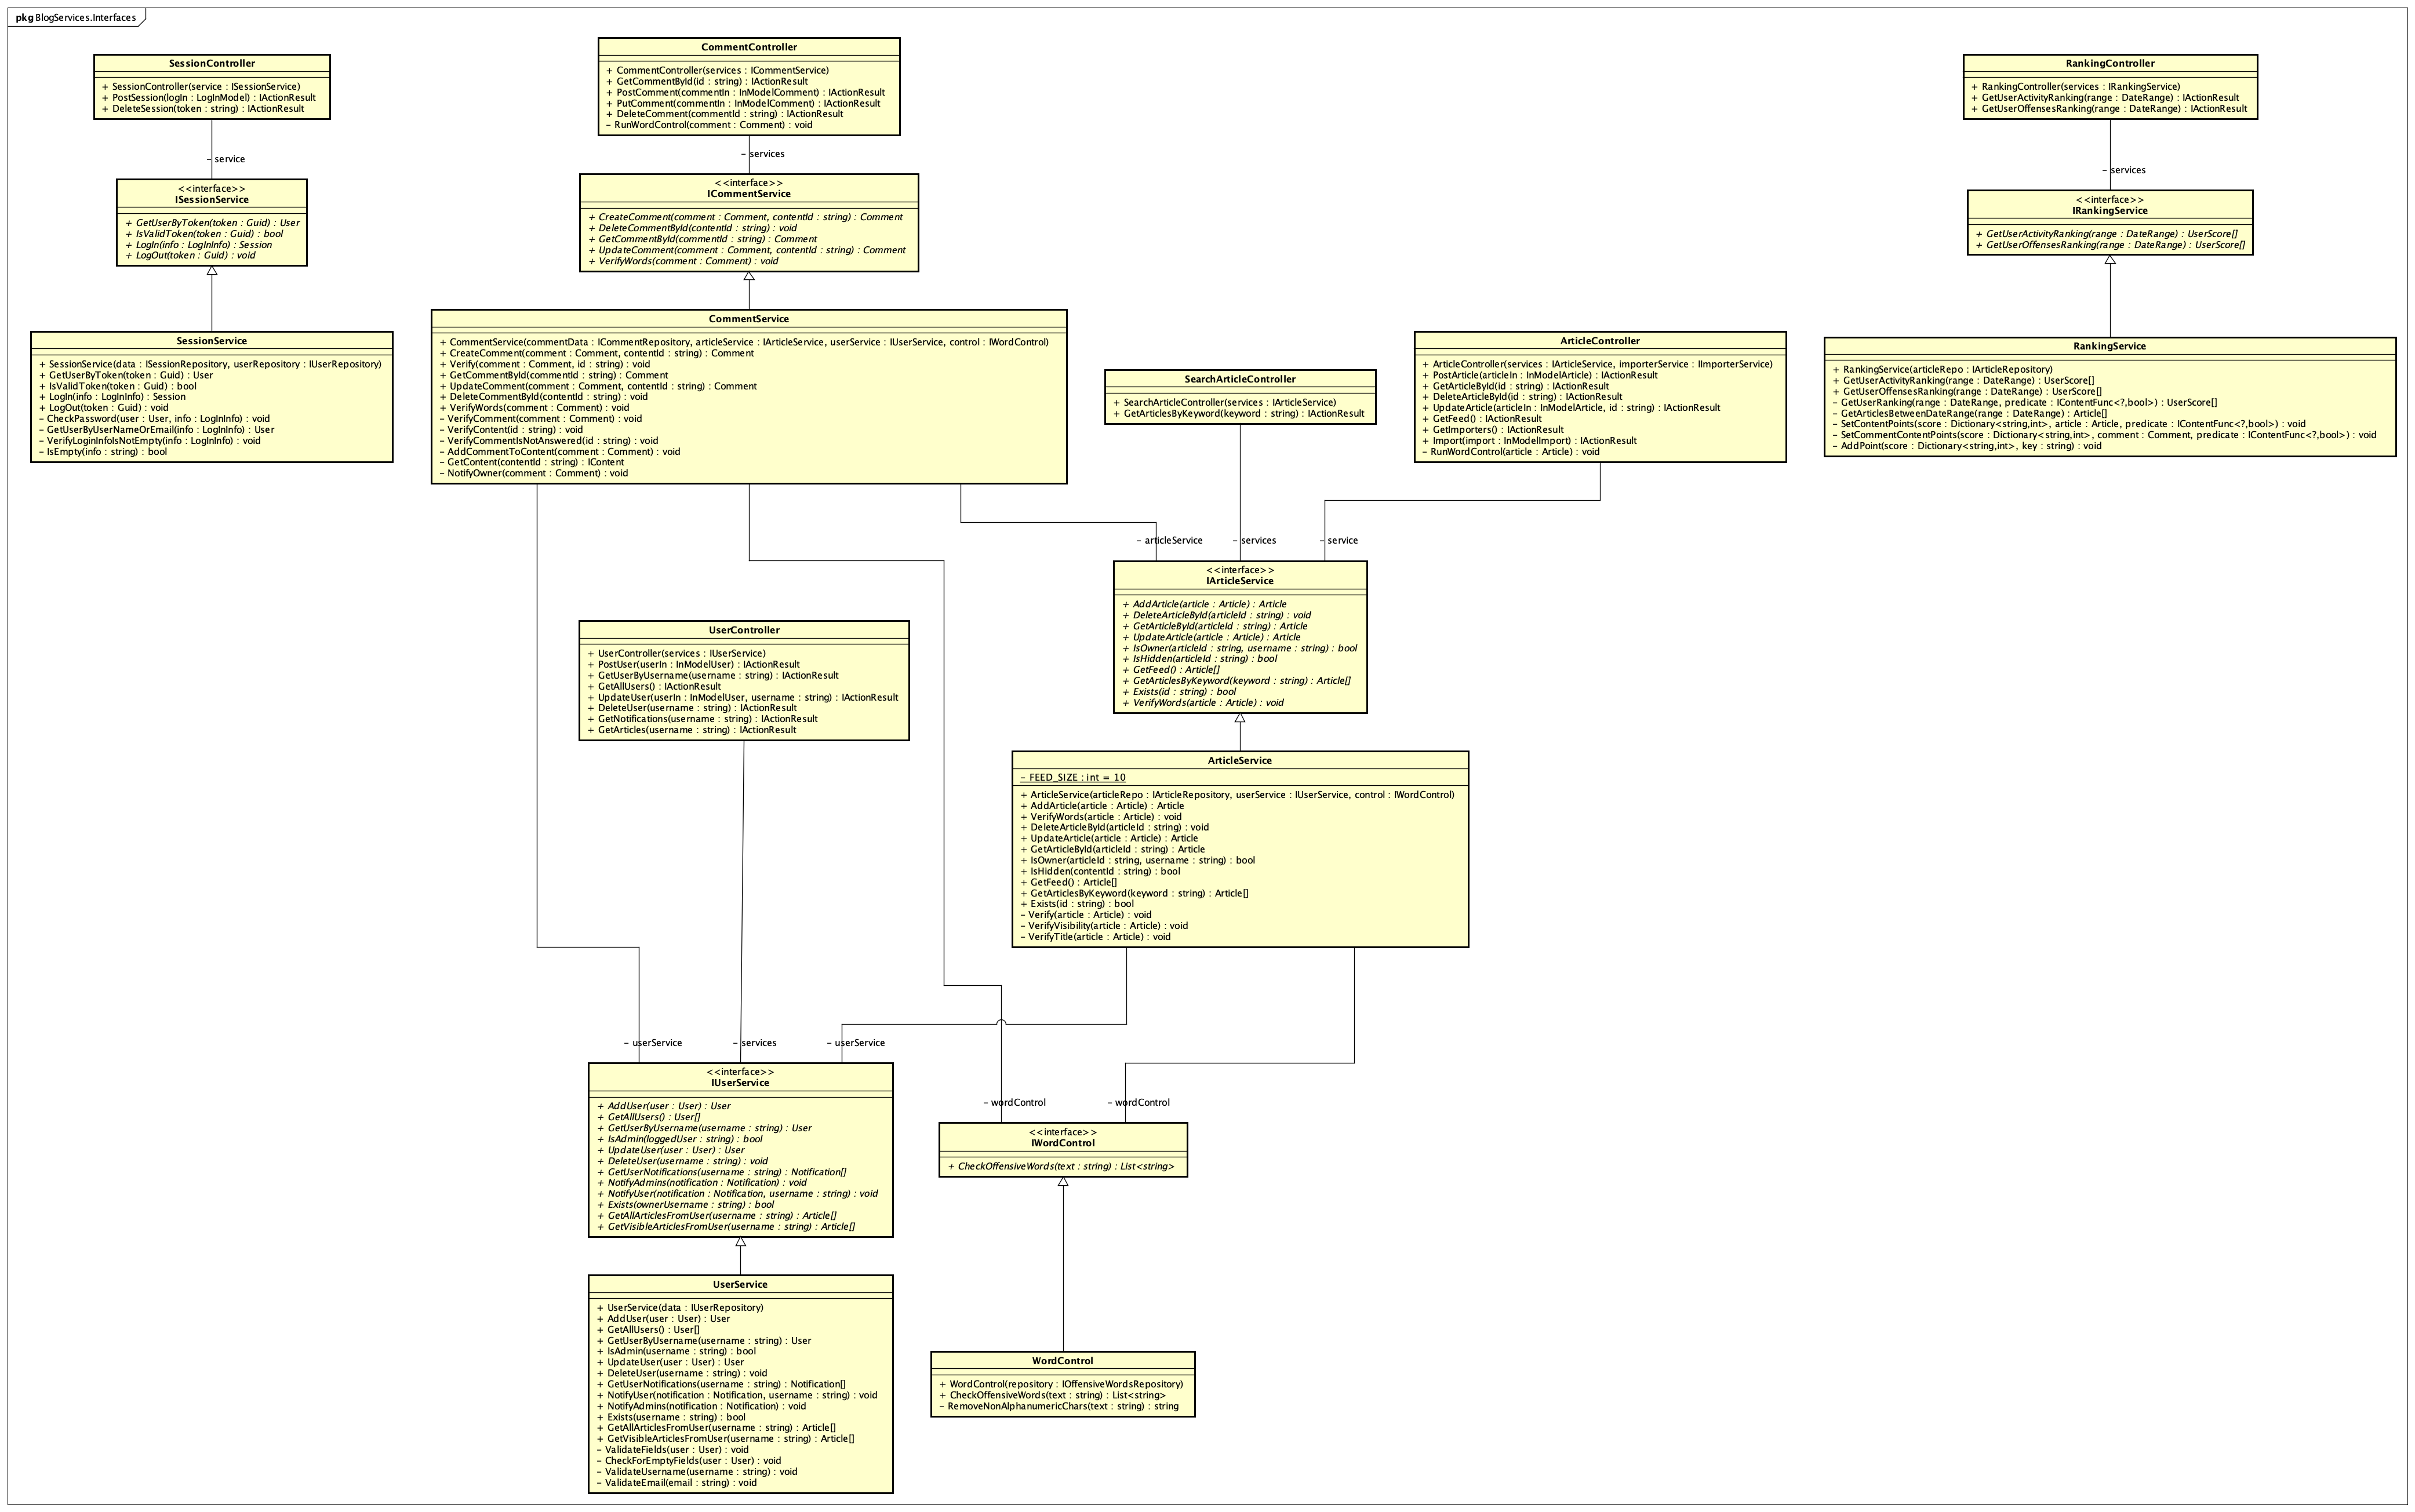 pkg BlogServices.Interfaces
SessionController
+ SessionController(service : ISessionService)
+ PostSession(logIn : LogInModel) : IActionResult
+ DeleteSession(token : string) : IActionResult
– service
<<interface>>
ISessionService
+ GetUserByToken(token : Guid) : User
+ IsValidToken(token : Guid) : bool
+ LogIn(info : LogInInfo) : Session
+ LogOut(token : Guid) : void
SessionService
+ SessionService(data : ISessionRepository, userRepository : IUserRepository)
+ GetUserByToken(token : Guid) : User
+ IsValidToken(token : Guid) : bool
+ LogIn(info : LogInInfo) : Session
+ LogOut(token : Guid) : void
– CheckPassword(user : User, info : LogInInfo) : void
– GetUserByUserNameOrEmail(info : LogInInfo) : User
– VerifyLoginInfoIsNotEmpty(info : LogInInfo) : void
– IsEmpty(info : string) : bool
CommentController
+ CommentController(services : ICommentService)
+ GetCommentById(id : string) : IActionResult
+ PostComment(commentIn : InModelComment) : IActionResult
+ PutComment(commentIn : InModelComment) : IActionResult
+ DeleteComment(commentId : string) : IActionResult
– RunWordControl(comment : Comment) : void
– services
<<interface>>
ICommentService
+ CreateComment(comment : Comment, contentId : string) : Comment
+ DeleteCommentById(contentId : string) : void
+ GetCommentById(commentId : string) : Comment
+ UpdateComment(comment : Comment, contentId : string) : Comment
+ VerifyWords(comment : Comment) : void
CommentService
+ CommentService(commentData : ICommentRepository, articleService : IArticleService, userService : IUserService, control : IWordControl)
+ CreateComment(comment : Comment, contentId : string) : Comment
+ Verify(comment : Comment, id : string) : void
+ GetCommentById(commentId : string) : Comment
+ UpdateComment(comment : Comment, contentId : string) : Comment
+ DeleteCommentById(contentId : string) : void
+ VerifyWords(comment : Comment) : void
– VerifyComment(comment : Comment) : void
– VerifyContent(id : string) : void
– VerifyCommentIsNotAnswered(id : string) : void
– AddCommentToContent(comment : Comment) : void
– GetContent(contentId : string) : IContent
– NotifyOwner(comment : Comment) : void
SearchArticleController
+ SearchArticleController(services : IArticleService)
+ GetArticlesByKeyword(keyword : string) : IActionResult
ArticleController
+ ArticleController(services : IArticleService, importerService : IImporterService)
+ PostArticle(articleIn : InModelArticle) : IActionResult
+ GetArticleById(id : string) : IActionResult
+ DeleteArticleById(id : string) : IActionResult
+ UpdateArticle(articleIn : InModelArticle, id : string) : IActionResult
+ GetFeed() : IActionResult
+ GetImporters() : IActionResult
+ Import(import : InModelImport) : IActionResult
– RunWordControl(article : Article) : void
RankingController
+ RankingController(services : IRankingService)
+ GetUserActivityRanking(range : DateRange) : IActionResult
+ GetUserOffensesRanking(range : DateRange) : IActionResult
– services
<<interface>>
IRankingService
+ GetUserActivityRanking(range : DateRange) : UserScore[]
+ GetUserOffensesRanking(range : DateRange) : UserScore[]
RankingService
+ RankingService(articleRepo : IArticleRepository)
+ GetUserActivityRanking(range : DateRange) : UserScore[]
+ GetUserOffensesRanking(range : DateRange) : UserScore[]
– GetUserRanking(range : DateRange, predicate : IContentFunc<?,bool>) : UserScore[]
– GetArticlesBetweenDateRange(range : DateRange) : Article[]
– SetContentPoints(score : Dictionary<string,int>, article : Article, predicate : IContentFunc<?,bool>) : void
– SetCommentContentPoints(score : Dictionary<string,int>, comment : Comment, predicate : IContentFunc<?,bool>) : void
– AddPoint(score : Dictionary<string,int>, key : string) : void
– articleService
– services
– service
<<interface>>
IArticleService
+ AddArticle(article : Article) : Article
+ DeleteArticleById(articleId : string) : void
+ GetArticleById(articleId : string) : Article
+ UpdateArticle(article : Article) : Article
+ IsOwner(articleId : string, username : string) : bool
+ IsHidden(articleId : string) : bool
+ GetFeed() : Article[]
+ GetArticlesByKeyword(keyword : string) : Article[]
+ Exists(id : string) : bool
+ VerifyWords(article : Article) : void
UserController
+ UserController(services : IUserService)
+ PostUser(userIn : InModelUser) : IActionResult
+ GetUserByUsername(username : string) : IActionResult
+ GetAllUsers() : IActionResult
+ UpdateUser(userIn : InModelUser, username : string) : IActionResult
+ DeleteUser(username : string) : IActionResult
+ GetNotifications(username : string) : IActionResult
+ GetArticles(username : string) : IActionResult
ArticleService
– FEED_SIZE : int = 10
+ ArticleService(articleRepo : IArticleRepository, userService : IUserService, control : IWordControl)
+ AddArticle(article : Article) : Article
+ VerifyWords(article : Article) : void
+ DeleteArticleById(articleId : string) : void
+ UpdateArticle(article : Article) : Article
+ GetArticleById(articleId : string) : Article
+ IsOwner(articleId : string, username : string) : bool
+ IsHidden(contentId : string) : bool
+ GetFeed() : Article[]
+ GetArticlesByKeyword(keyword : string) : Article[]
+ Exists(id : string) : bool
– Verify(article : Article) : void
– VerifyVisibility(article : Article) : void
– VerifyTitle(article : Article) : void
– userService
– services
– userService
<<interface>>
IUserService
+ AddUser(user : User) : User
+ GetAllUsers() : User[]
+ GetUserByUsername(username : string) : User
+ IsAdmin(loggedUser : string) : bool
+ UpdateUser(user : User) : User
+ DeleteUser(username : string) : void
+ GetUserNotifications(username : string) : Notification[]
+ NotifyAdmins(notification : Notification) : void
+ NotifyUser(notification : Notification, username : string) : void
+ Exists(ownerUsername : string) : bool
+ GetAllArticlesFromUser(username : string) : Article[]
+ GetVisibleArticlesFromUser(username : string) : Article[]
– wordControl
– wordControl
<<interface>>
IWordControl
+ CheckOffensiveWords(text : string) : List<string>
UserService
+ UserService(data : IUserRepository)
+ AddUser(user : User) : User
+ GetAllUsers() : User[]
+ GetUserByUsername(username : string) : User
+ IsAdmin(username : string) : bool
+ UpdateUser(user : User) : User
+ DeleteUser(username : string) : void
+ GetUserNotifications(username : string) : Notification[]
+ NotifyUser(notification : Notification, username : string) : void
+ NotifyAdmins(notification : Notification) : void
+ Exists(username : string) : bool
+ GetAllArticlesFromUser(username : string) : Article[]
+ GetVisibleArticlesFromUser(username : string) : Article[]
– ValidateFields(user : User) : void
– CheckForEmptyFields(user : User) : void
– ValidateUsername(username : string) : void
– ValidateEmail(email : string) : void
WordControl
+ WordControl(repository : IOffensiveWordsRepository)
+ CheckOffensiveWords(text : string) : List<string>
– RemoveNonAlphanumericChars(text : string) : string